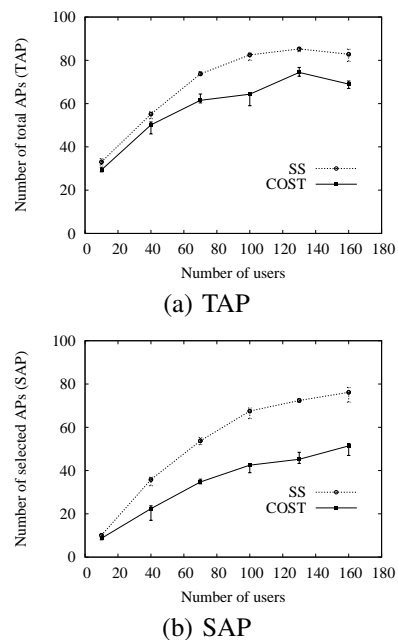 100
80
60
40
20
0
Number of total APs (TAP)
SS
COST
0 20 40 60 80 100 120 140 160 180
Number of users
(a) TAP
100
80
60
40
20
0
Number of selected APs (SAP)
SS
COST
0 20 40 60 80 100 120 140 160 180
Number of users
(b) SAP